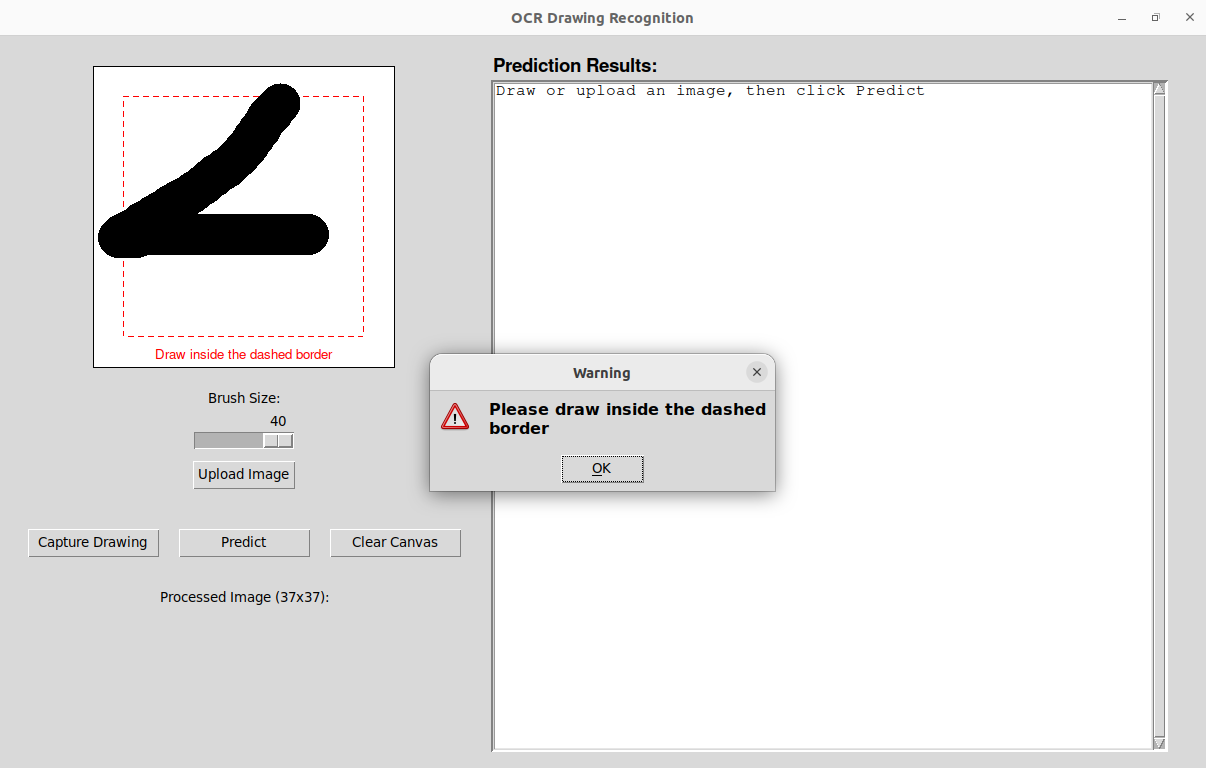 OCR Drawing Recognition
Prediction Results:
Draw or upload an image, then click Predict
Draw inside the dashed border
Brush Size:
40
Upload Image
Capture Drawing
Predict
Clear Canvas
Processed Image (37x37):
Warning
Please draw inside the dashed
border
OK